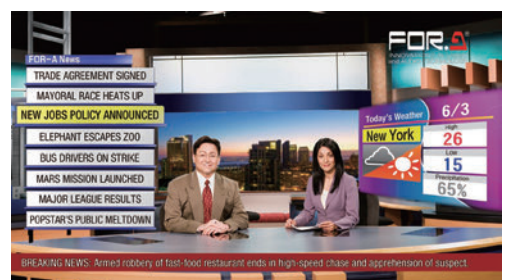 FOR-A News
TRADE AGREEMENT SIGNED
MAYORAL RACE HEATS UP
NEW JOBS POLICY ANNOUNCED
ELEPHANT ESCAPES ZOO
BUS DRIVERS ON STRIKE
MARS MISSION LAUNCHED
MAJOR LEAGUE RESULTS
POPSTAR'S PUBLIC MELTDOWN
FOR.A
Today's Weather 6/3
New York
High
26
Low
15
Precipitation
65%
BREAKING NEWS: Armed robbery of fast-food restaurant ends in high-speed chase and apprehension of suspect.